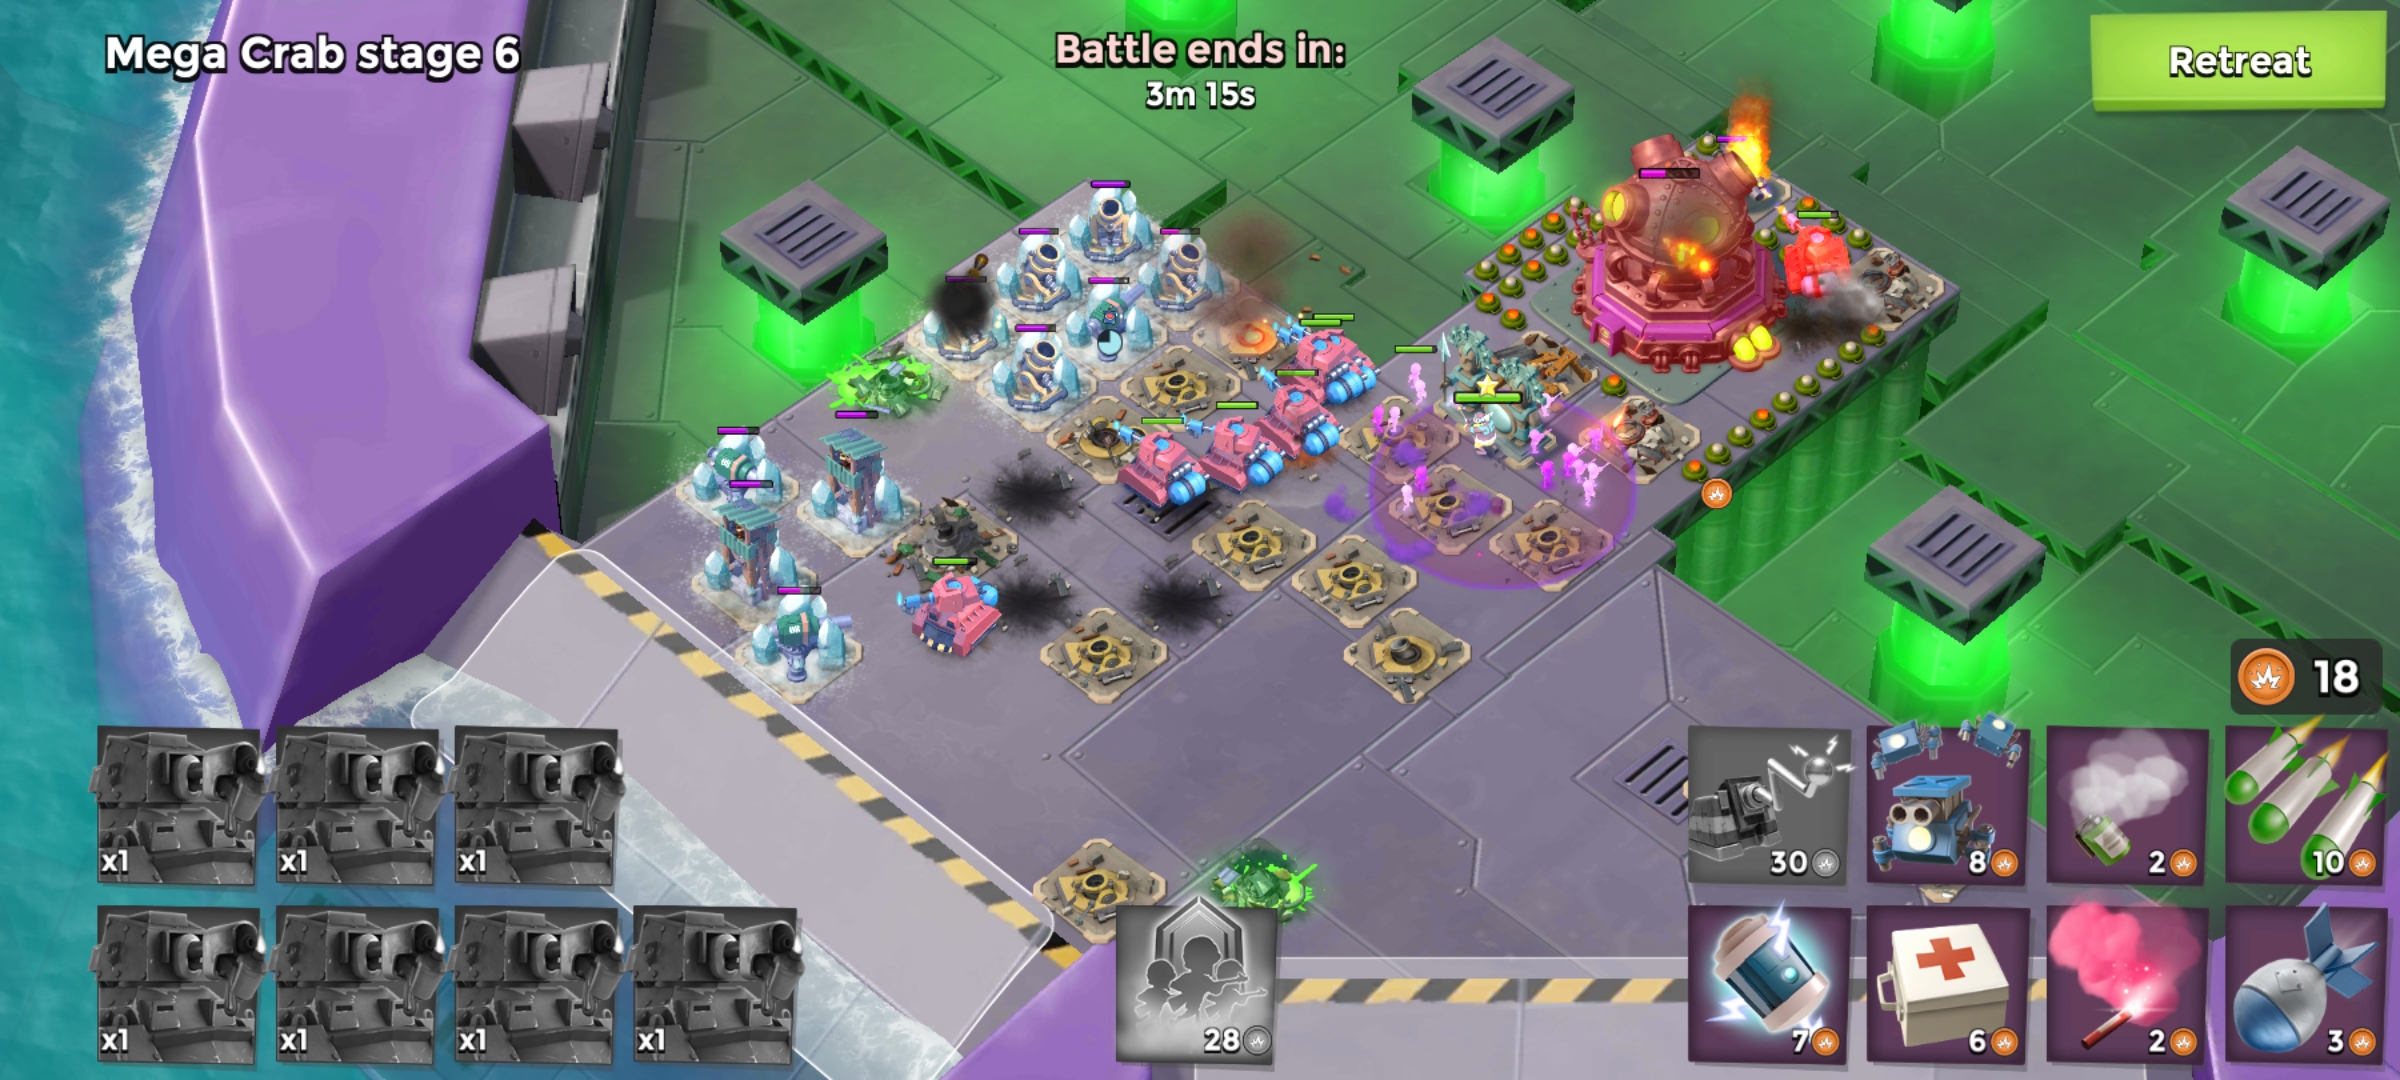 Mega Crab stage 6
Battle ends in:
3m 15s
Retreat
18
x1
x1
x1
30
8
2
10
x1
x1
x1
x1
28
7
6
2
3